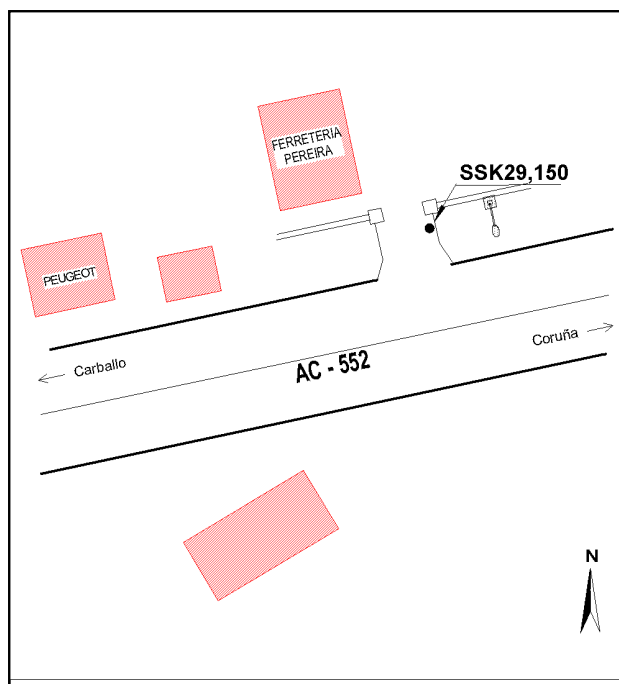 FERRETERIA
PEREIRA
SSK29,150
PEUGEOT
Carballo
AC - 552
Coruña
N